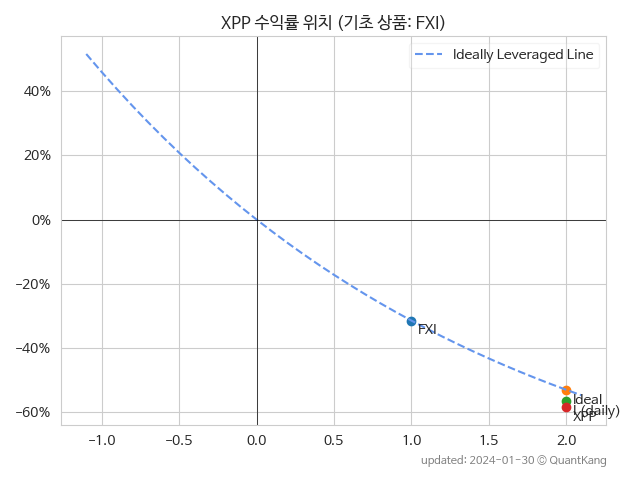 XPP 수익률 위치 (기초 상품: FXI)
Ideally Leveraged Line
40%
20%
0%
−20%
−40%
−60%
FXI
Ideal
(daily)
XPP
−1.0
−0.5
0.0
0.5
1.0
1.5
2.0
updated: 2024-01-30 © QuantKang